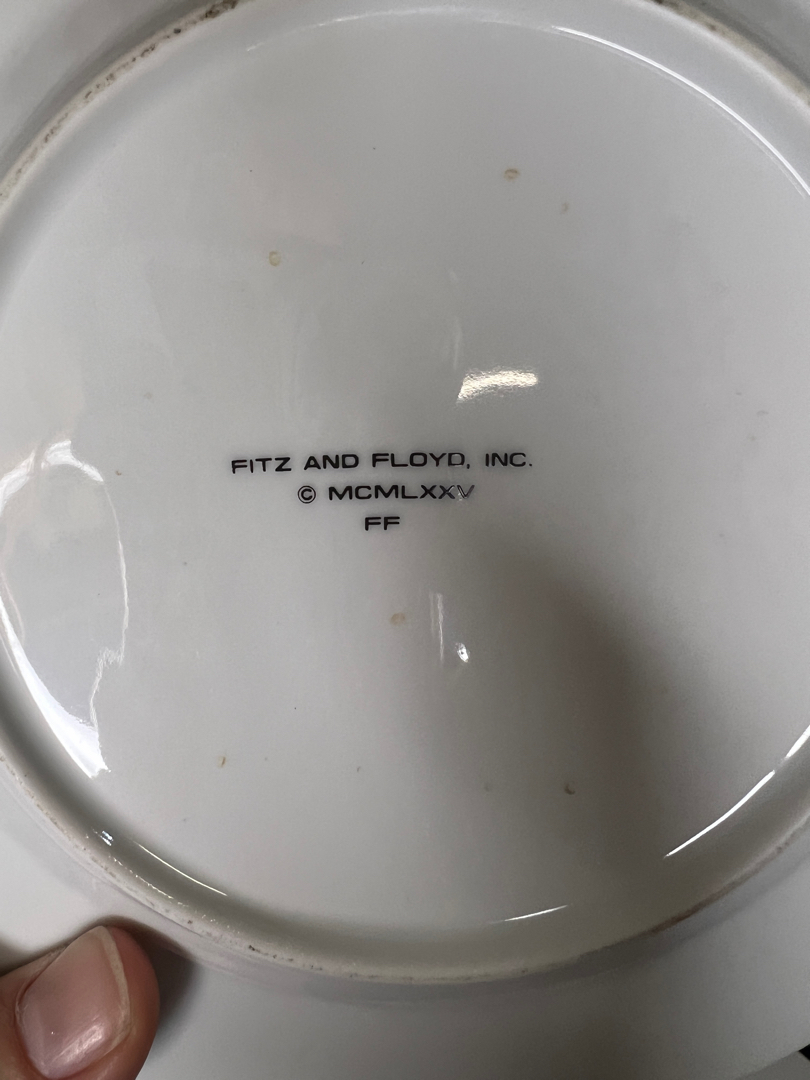 FITZ AND FLOYD, INC.
© MCMLXXV
FF